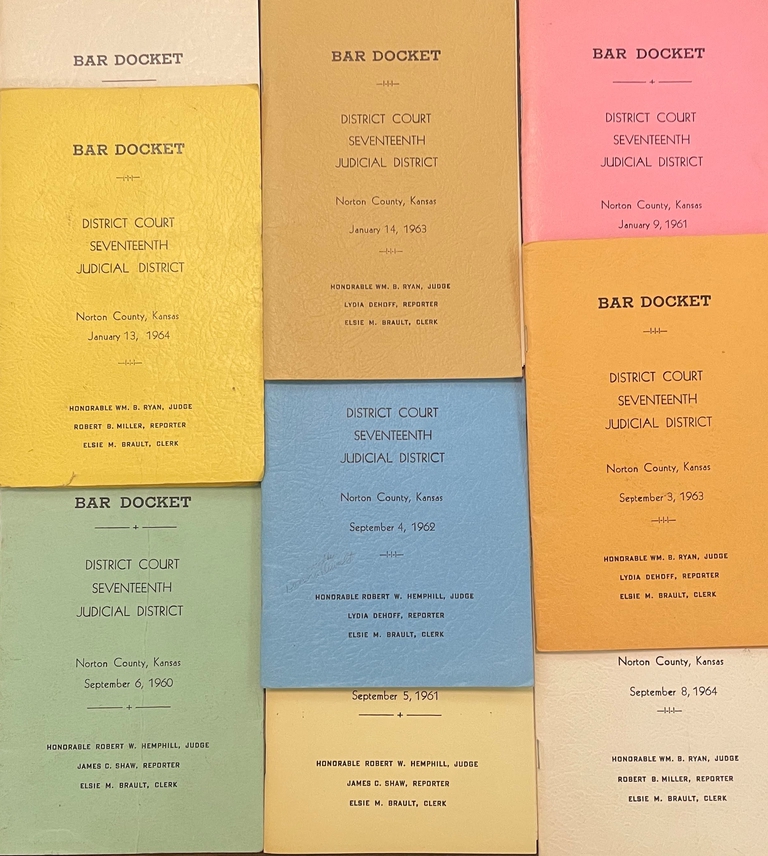 BAR DOCKET
BAR DOCKET
DISTRICT COURT
SEVENTEENTH
JUDICIAL DISTRICT
Norton County, Kansas
January 13, 1964
HONORABLE WM. B. RYAN, JUDGE
ROBERT B. MILLER, REPORTER
ELSIE M. BRAULT, CLERK
BAR DOCKET
DISTRICT COURT
SEVENTEENTH
JUDICIAL DISTRICT
Norton County, Kansas
September 6, 1960
HONORABLE ROBERT W. HEMPHILL, JUDGE
JAMES C. SHAW, REPORTER
ELSIE M. BRAULT, CLERK
BAR DOCKET
DISTRICT COURT
SEVENTEENTH
JUDICIAL DISTRICT
Norton County, Kansas
January 14, 1963
HONORABLE WM. B. RYAN, JUDGE
LYDIA DEHOFF, REPORTER
ELSIE M. BRAULT, CLERK
DISTRICT COURT
SEVENTEENTH
JUDICIAL DISTRICT
Norton County, Kansas
September 4, 1962
HONORABLE ROBERT W. HEMPHILL, JUDGE
LYDIA DEHOFF, REPORTER
ELSIE M. BRAULT, CLERK
September 5, 1961
HONORABLE ROBERT W. HEMPHILL, JUDGE
JAMES C. SHAW, REPORTER
ELSIE M. BRAULT, CLERK
BAR DOCKET
DISTRICT COURT
SEVENTEENTH
JUDICIAL DISTRICT
Norton County, Kansas
January 9, 1961
BAR DOCKET
DISTRICT COURT
SEVENTEENTH
JUDICIAL DISTRICT
Norton County, Kansas
September 3, 1963
HONORABLE WM. B. RYAN, JUDGE
LYDIA DEHOFF, REPORTER
ELSIE M. BRAULT, CLERK
Norton County, Kansas
September 8, 1964
HONORABLE WM. B. RYAN, JUDGE
ROBERT B. MILLER, REPORTER
ELSIE M. BRAULT, CLERK